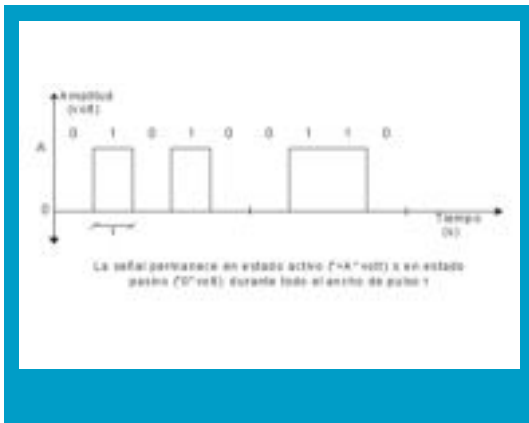 Amplitud
(volt)
0 1 0 1 0 0 1 1 0
A
0
Tiempo
(s)
τ
La señal permanece en estado activo ("+A" volt) o en estado
pasivo ("0" volt) durante todo el ancho de pulso τ